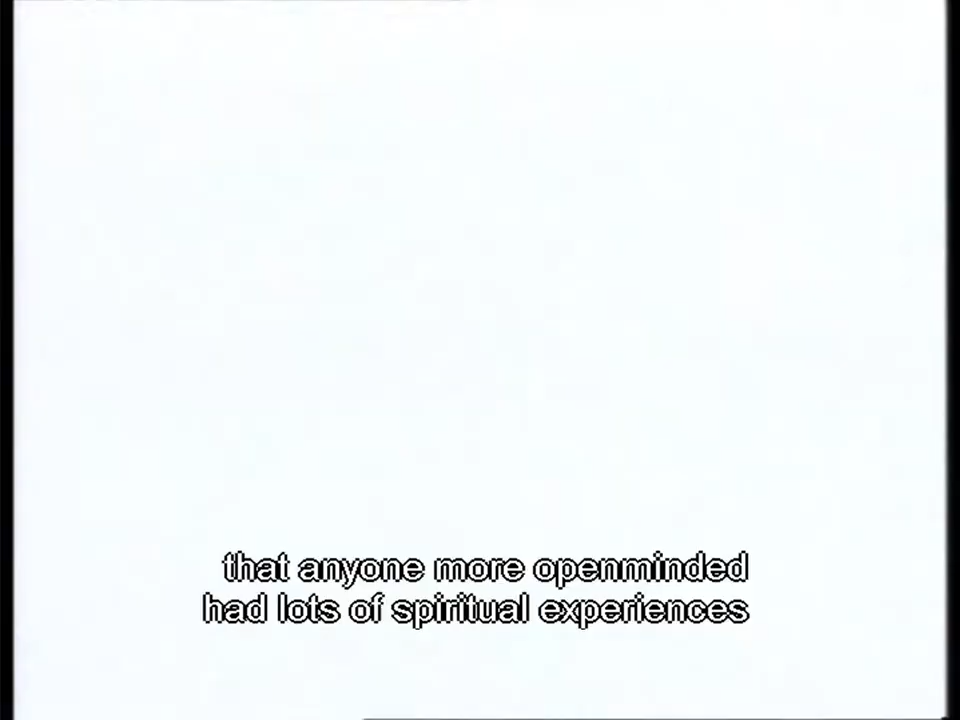 that anyone more openminded
had lots of spiritual experiences